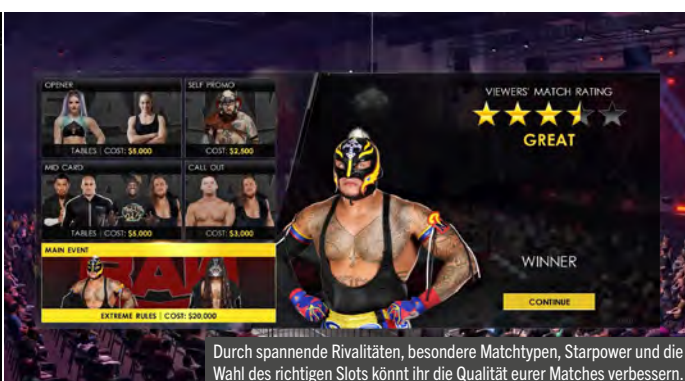 OPENER
SELF PROMO
TABLES | COST: $5,000
COST: $2,500
MID CARD
CALL OUT
TABLES | COST: $5,000
COST: $3,000
MAIN EVENT
RAW
EXTREME RULES | COST: $20,000
VIEWERS' MATCH RATING
GREAT
WINNER
CONTINUE
Durch spannende Rivalitäten, besondere Matchtypen, Starpower und die
Wahl des richtigen Slots könnt ihr die Qualität eurer Matches verbessern.